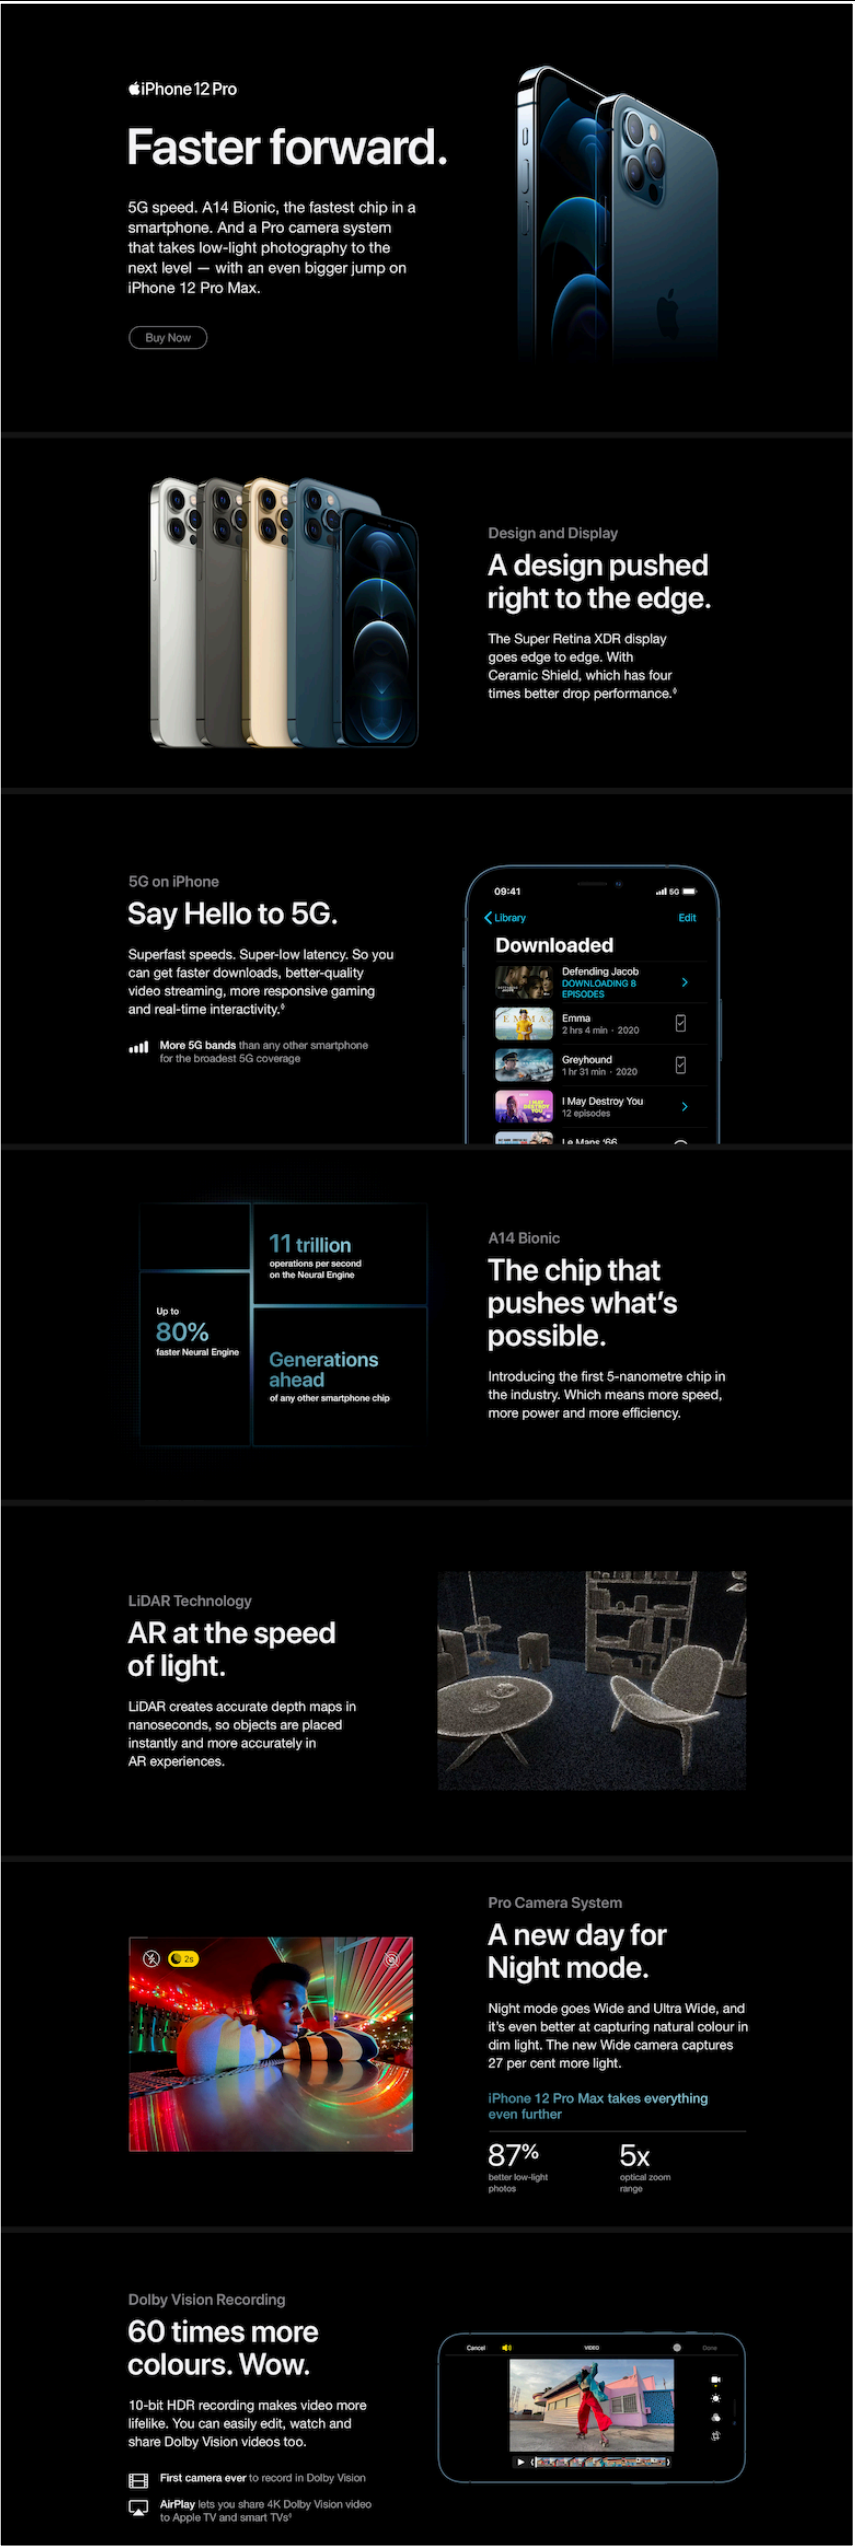 iPhone 12 Pro
Faster forward.
5G speed. A14 Bionic, the fastest chip in a
smartphone. And a Pro camera system
that takes low-light photography to the
next level — with an even bigger jump on
iPhone 12 Pro Max.
Buy Now
Design and Display
A design pushed
right to the edge.
The Super Retina XDR display
goes edge to edge. With
Ceramic Shield, which has four
times better drop performance.◊
5G on iPhone
Say Hello to 5G.
Superfast speeds. Super-low latency. So you
can get faster downloads, better-quality
video streaming, more responsive gaming
and real-time interactivity.◊
More 5G bands than any other smartphone
for the broadest 5G coverage
09:41
5G
Library
Edit
Downloaded
Defending Jacob
DOWNLOADING 8
EPISODES
EMMA
Emma
2 hrs 4 min · 2020
Greyhound
1 hr 31 min · 2020
I MAY
DESTROY
YOU
I May Destroy You
12 episodes
Le Mans '66
11 trillion
operations per second
on the Neural Engine
Up to
80%
faster Neural Engine
Generations
ahead
of any other smartphone chip
A14 Bionic
The chip that
pushes what's
possible.
Introducing the first 5-nanometre chip in
the industry. Which means more speed,
more power and more efficiency.
LiDAR Technology
AR at the speed
of light.
LiDAR creates accurate depth maps in
nanoseconds, so objects are placed
instantly and more accurately in
AR experiences.
2s
Pro Camera System
A new day for
Night mode.
Night mode goes Wide and Ultra Wide, and
it's even better at capturing natural colour in
dim light. The new Wide camera captures
27 per cent more light.
iPhone 12 Pro Max takes everything
even further
87%
better low-light
photos
5x
optical zoom
range
Dolby Vision Recording
60 times more
colours. Wow.
10-bit HDR recording makes video more
lifelike. You can easily edit, watch and
share Dolby Vision videos too.
First camera ever to record in Dolby Vision
AirPlay lets you share 4K Dolby Vision video
to Apple TV and smart TVs◊
Cancel
VIDEO
Done